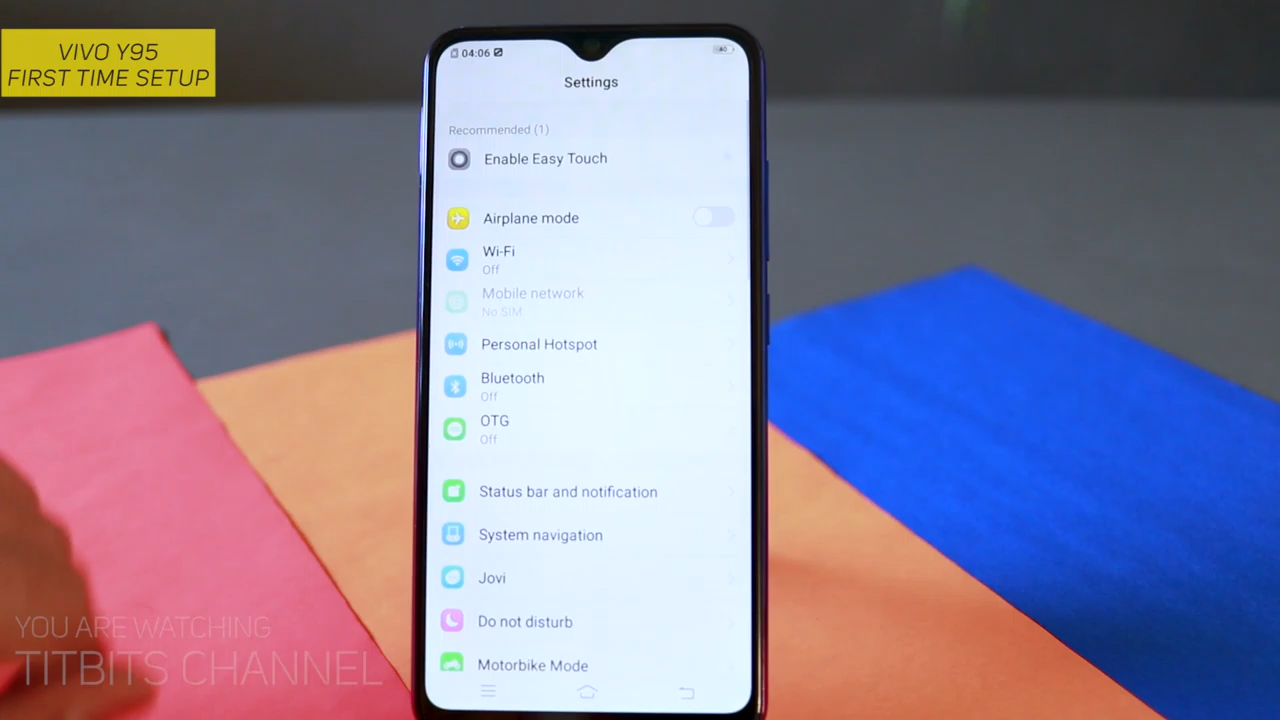 VIVO Y95
FIRST TIME SETUP
04:06
40
Settings
Recommended (1)
Enable Easy Touch
Airplane mode
Wi-Fi
Off
Mobile network
No SIM
Personal Hotspot
Bluetooth
Off
OTG
Off
Status bar and notification
System navigation
Jovi
Do not disturb
Motorbike Mode
YOU ARE WATCHING
TITBITS CHANNEL